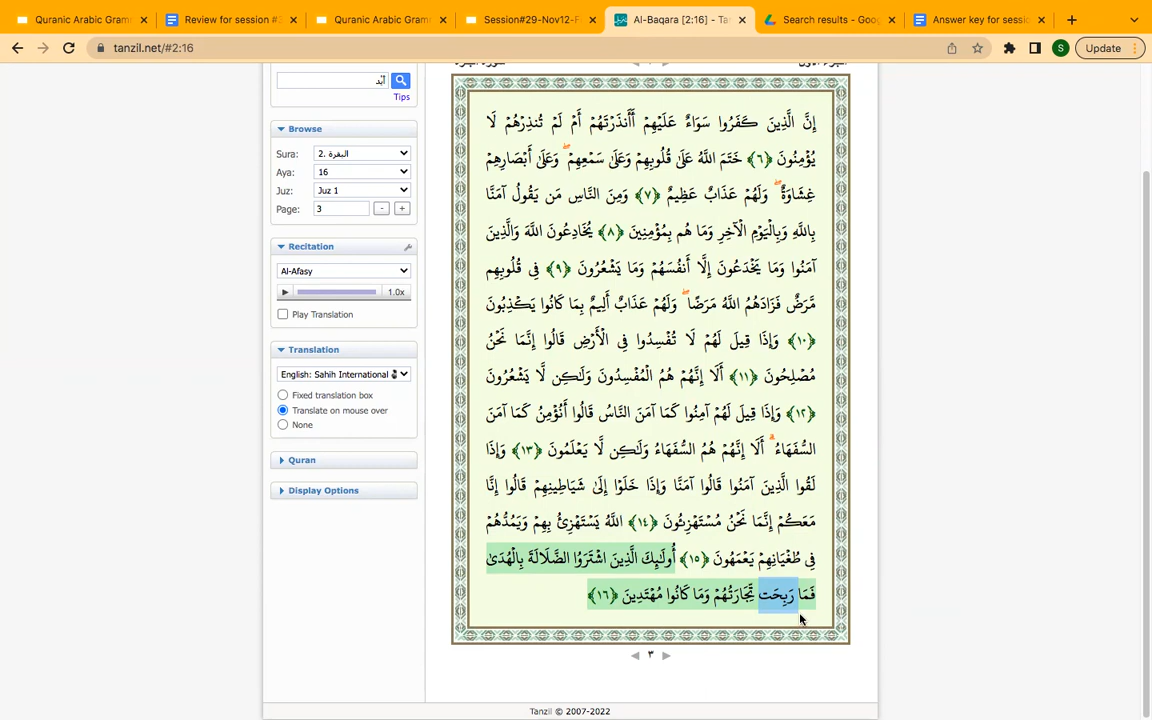 Quranic Arabic Gramm
Review for session #
Quranic Arabic Gram
Session#29-Nov12-F
Al-Baqara [2:16] - Tan
Search results - Goog
Answer key for sessi
tanzil.net/#2:16
S
Update
Tips
Browse
Sura: 2. البقرة
Aya: 16
Juz: Juz 1
Page: 3 - +
Recitation
Al-Afasy
1.0x
Play Translation
Translation
English: Sahih International
Fixed translation box
Translate on mouse over
None
Quran
Display Options
إِنَّ الَّذِينَ كَفَرُوا سَوَاءٌ عَلَيْهِمْ أَأَنذَرْتَهُمْ أَمْ لَمْ تُنذِرْهُمْ لَا
يُؤْمِنُونَ ﴿٦﴾ خَتَمَ اللَّهُ عَلَىٰ قُلُوبِهِمْ وَعَلَىٰ سَمْعِهِمْ ۖ وَعَلَىٰ أَبْصَارِهِمْ
غِشَاوَةٌ ۖ وَلَهُمْ عَذَابٌ عَظِيمٌ ﴿٧﴾ وَمِنَ النَّاسِ مَن يَقُولُ آمَنَّا
بِاللَّهِ وَبِالْيَوْمِ الْآخِرِ وَمَا هُم بِمُؤْمِنِينَ ﴿٨﴾ يُخَادِعُونَ اللَّهَ وَالَّذِينَ
آمَنُوا وَمَا يَخْدَعُونَ إِلَّا أَنفُسَهُمْ وَمَا يَشْعُرُونَ ﴿٩﴾ فِي قُلُوبِهِم
مَّرَضٌ فَزَادَهُمُ اللَّهُ مَرَضًا ۖ وَلَهُمْ عَذَابٌ أَلِيمٌ بِمَا كَانُوا يَكْذِبُونَ
﴿١٠﴾ وَإِذَا قِيلَ لَهُمْ لَا تُفْسِدُوا فِي الْأَرْضِ قَالُوا إِنَّمَا نَحْنُ
مُصْلِحُونَ ﴿١١﴾ أَلَا إِنَّهُمْ هُمُ الْمُفْسِدُونَ وَلَٰكِن لَّا يَشْعُرُونَ
﴿١٢﴾ وَإِذَا قِيلَ لَهُمْ آمِنُوا كَمَا آمَنَ النَّاسُ قَالُوا أَنُؤْمِنُ كَمَا آمَنَ
السُّفَهَاءُ ۗ أَلَا إِنَّهُمْ هُمُ السُّفَهَاءُ وَلَٰكِن لَّا يَعْلَمُونَ ﴿١٣﴾ وَإِذَا
لَقُوا الَّذِينَ آمَنُوا قَالُوا آمَنَّا وَإِذَا خَلَوْا إِلَىٰ شَيَاطِينِهِمْ قَالُوا إِنَّا
مَعَكُمْ إِنَّمَا نَحْنُ مُسْتَهْزِئُونَ ﴿١٤﴾ اللَّهُ يَسْتَهْزِئُ بِهِمْ وَيَمُدُّهُمْ
فِي طُغْيَانِهِمْ يَعْمَهُونَ ﴿١٥﴾ أُولَٰئِكَ الَّذِينَ اشْتَرَوُا الضَّلَالَةَ بِالْهُدَىٰ
فَمَا رَبِحَت تِّجَارَتُهُمْ وَمَا كَانُوا مُهْتَدِينَ ﴿١٦﴾
٣
Tanzil © 2007-2022